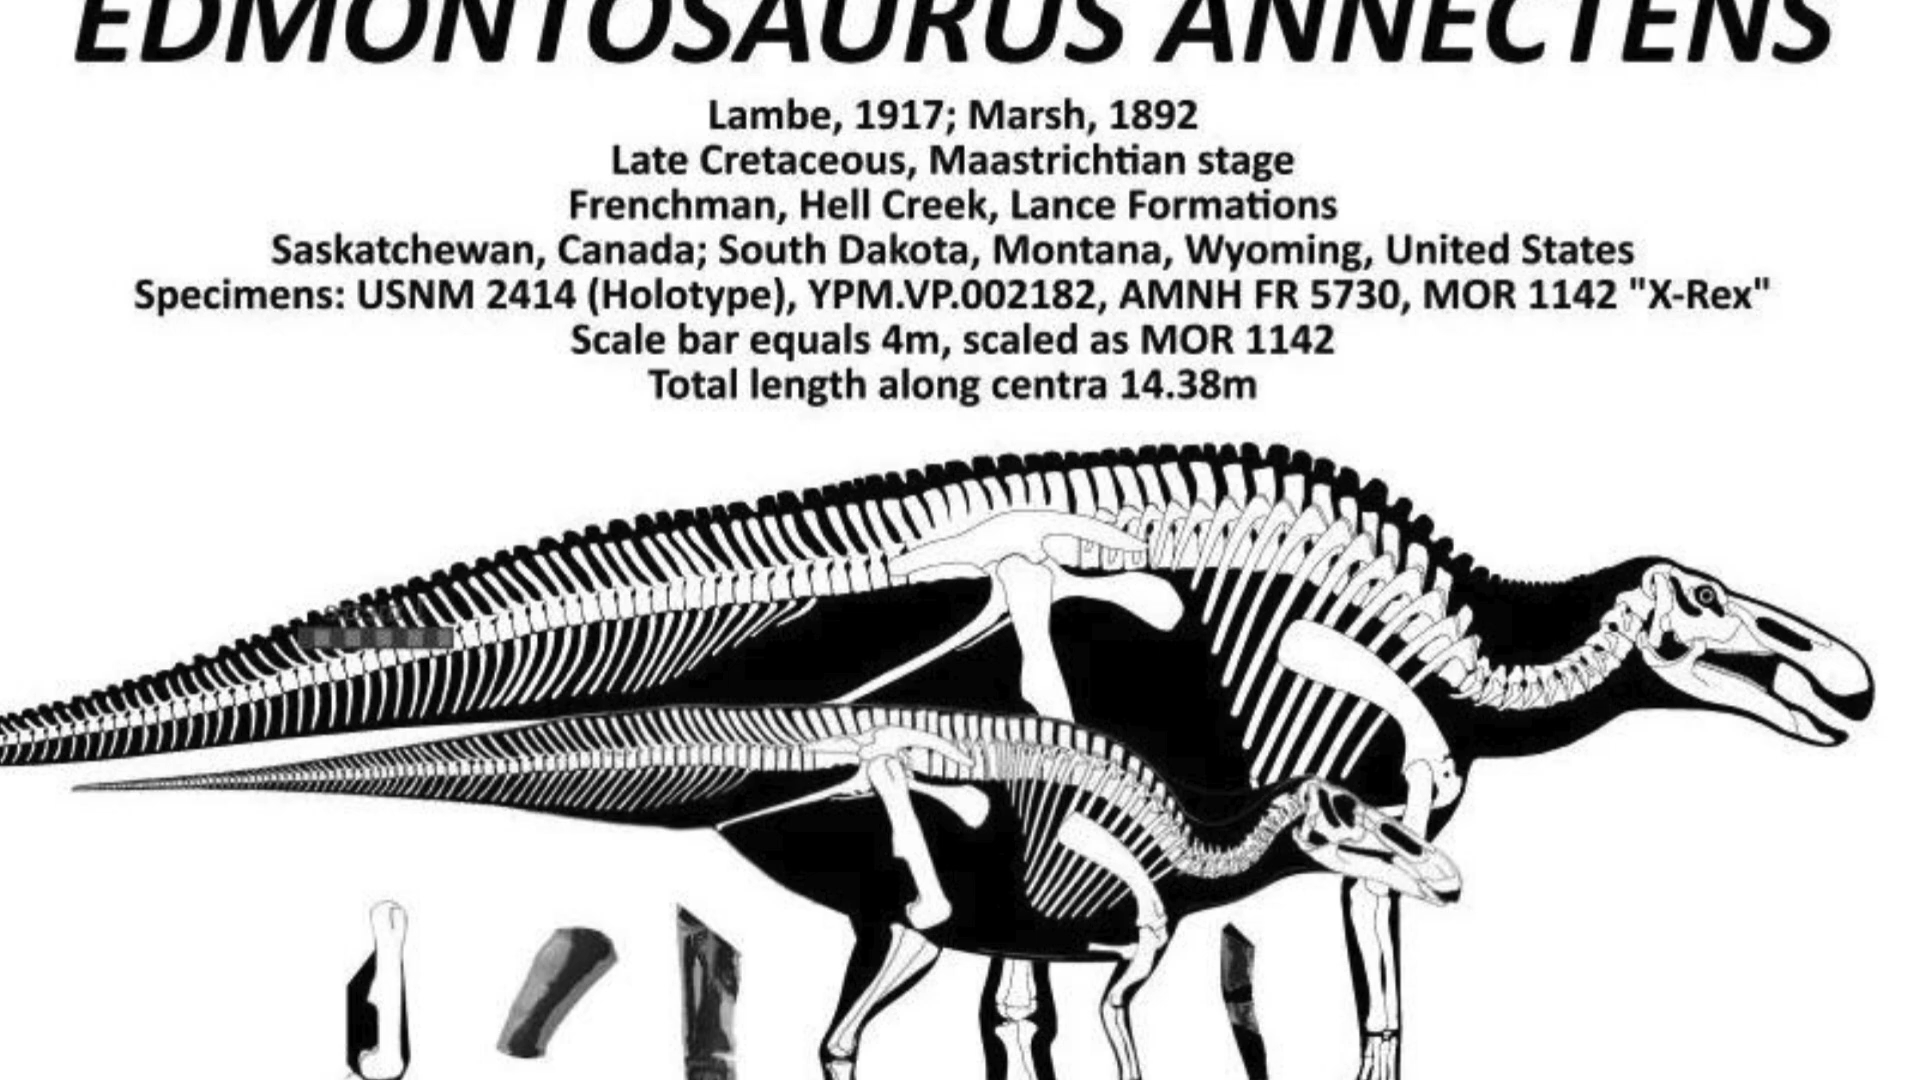 EDMONTOSAURUS ANNECTENS
Lambe, 1917; Marsh, 1892
Late Cretaceous, Maastrichtian stage
Frenchman, Hell Creek, Lance Formations
Saskatchewan, Canada; South Dakota, Montana, Wyoming, United States
Specimens: USNM 2414 (Holotype), YPM.VP.002182, AMNH FR 5730, MOR 1142 "X-Rex"
Scale bar equals 4m, scaled as MOR 1142
Total length along centra 14.38m